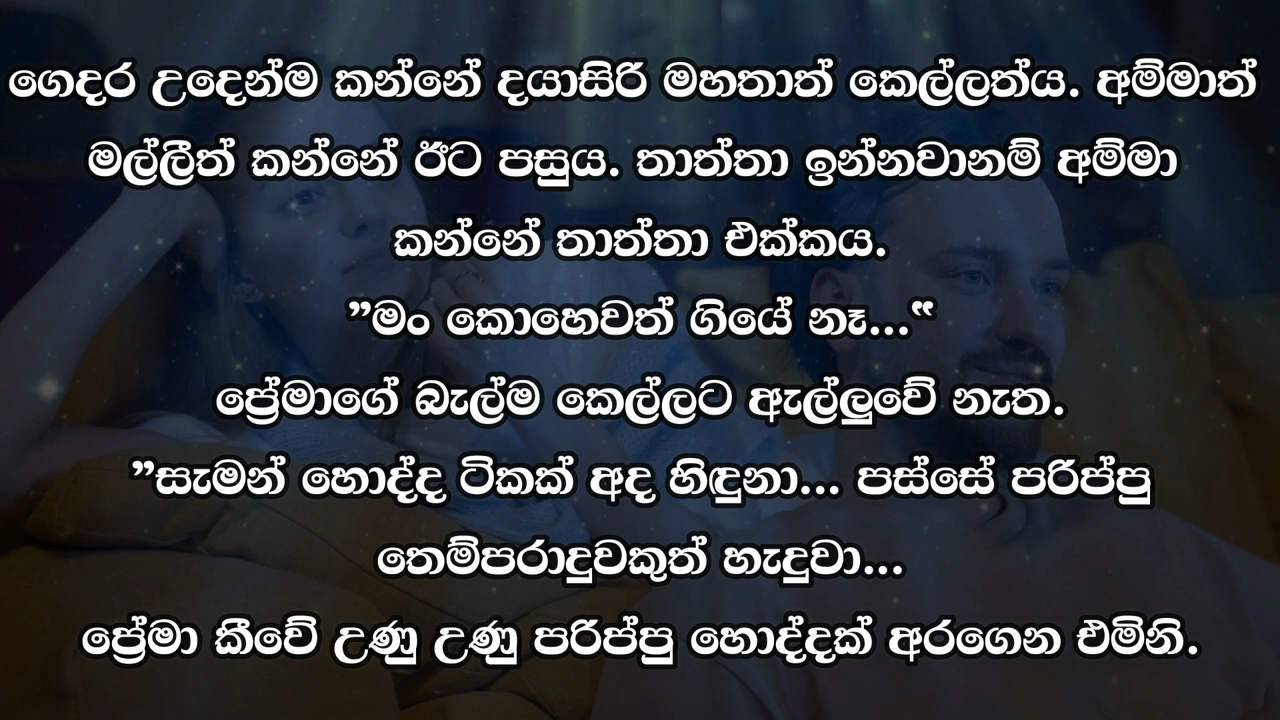 ගෙදර උදෙන්ම කන්නේ දයාසිරි මහතාත් කෙල්ලත්ය. අම්මාත්
මල්ලීත් කන්නේ ඊට පසුය. තාත්තා ඉන්නවානම් අම්මා
කන්නේ තාත්තා එක්කය.
”මං කොහෙවත් ගියේ නෑ...‟
ප්‍රේමාගේ බැල්ම කෙල්ලට ඇල්ලුවේ නැත.
”සැමන් හොද්ද ටිකක් අද හිඳුනා... පස්සේ පරිප්පු
තෙම්පරාදුවකුත් හැදුවා...
ප්‍රේමා කීවේ උණු උණු පරිප්පු හොද්දක් අරගෙන එමිනි.